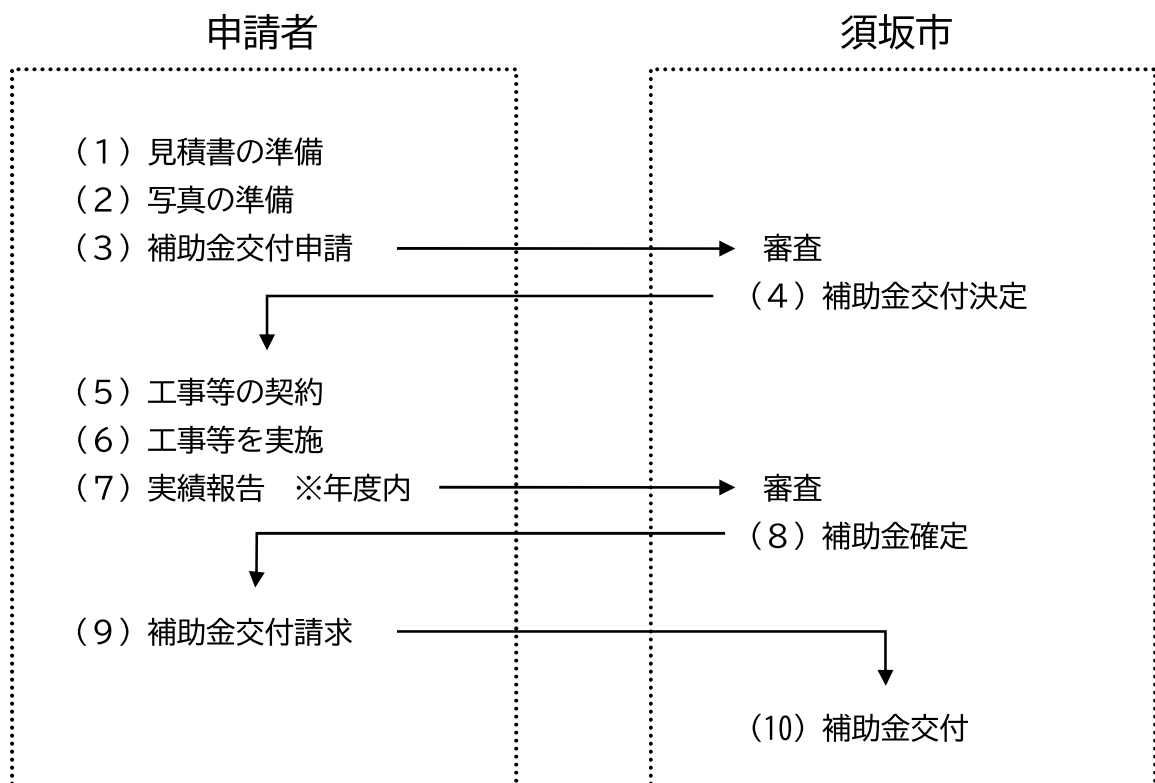 申請者
須坂市
（1）見積書の準備
（2）写真の準備
（3）補助金交付申請
審査
（4）補助金交付決定
（5）工事等の契約
（6）工事等を実施
（7）実績報告　※年度内
審査
（8）補助金確定
（9）補助金交付請求
（10）補助金交付